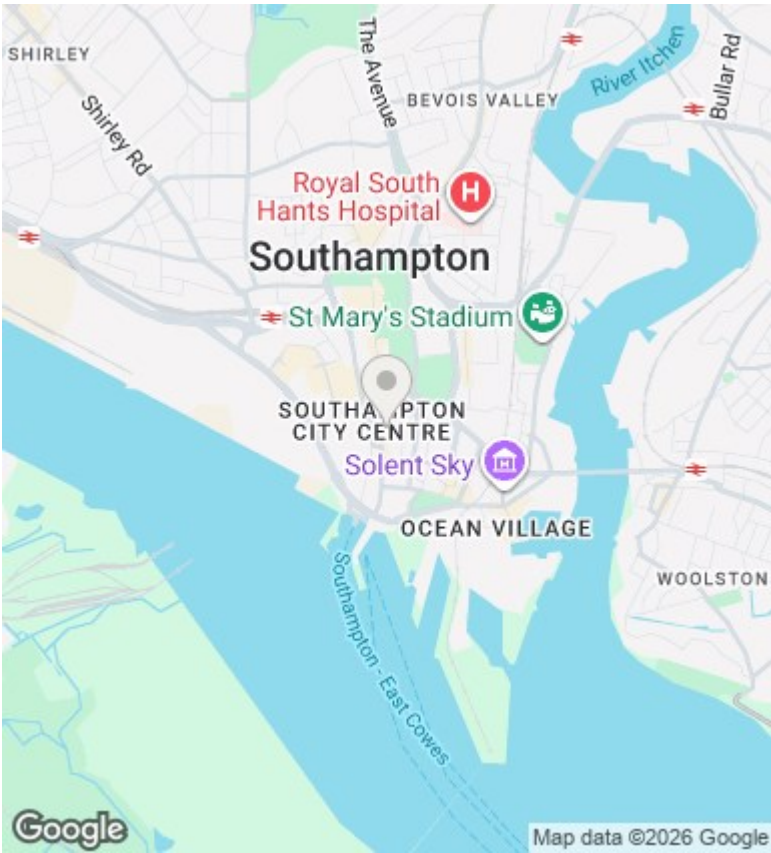 SHIRLEY
Shirley Rd
The Avenue
BEVOIS VALLEY
River Itchen
Bullar Rd
Royal South
Hants Hospital
H
Southampton
St Mary's Stadium
SOUTHAMPTON
CITY CENTRE
Solent Sky
OCEAN VILLAGE
WOOLSTON
Southampton - East Cowes
Google
Map data ©2026 Google